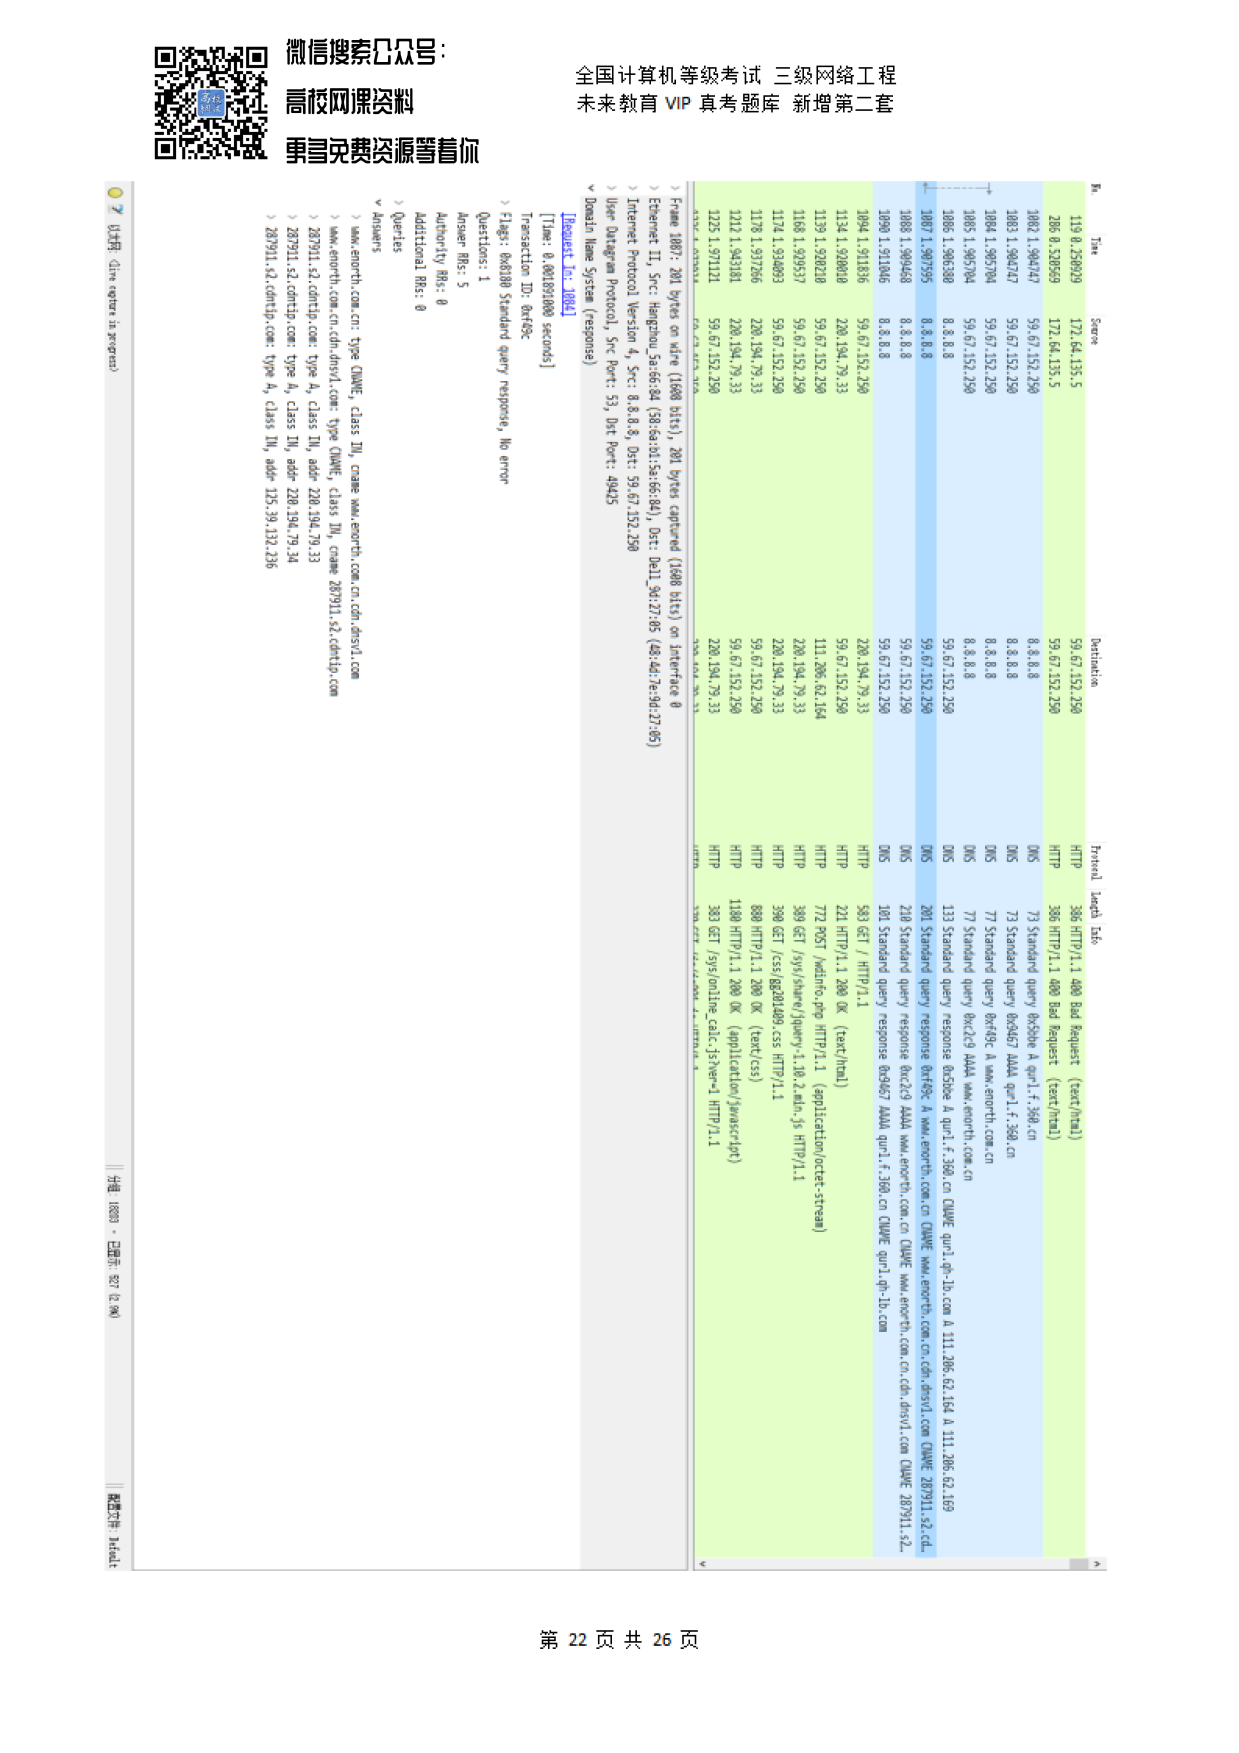 微信搜索公众号：
高校网课资料
更多免费资源等着你
高校
全国计算机等级考试 三级网络工程
未来教育 VIP 真考题库 新增第二套
No. Time Source Destination Protocol Length Info
119 0.250929 172.64.135.5 59.67.152.250 HTTP 386 HTTP/1.1 400 Bad Request (text/html)
286 0.520569 172.64.135.5 59.67.152.250 HTTP 386 HTTP/1.1 400 Bad Request (text/html)
1082 1.904747 59.67.152.250 8.8.8.8 DNS 73 Standard query 0x5bbe A qurl.f.360.cn
1083 1.904747 59.67.152.250 8.8.8.8 DNS 73 Standard query 0x9467 AAAA qurl.f.360.cn
1084 1.905704 59.67.152.250 8.8.8.8 DNS 77 Standard query 0xf49c A www.enorth.com.cn
1085 1.905704 59.67.152.250 8.8.8.8 DNS 77 Standard query 0xc2c9 AAAA www.enorth.com.cn
1086 1.906380 8.8.8.8 59.67.152.250 DNS 133 Standard query response 0x5bbe A qurl.f.360.cn CNAME qurl.qh-lb.com A 111.206.62.164 A 111.206.62.169
1087 1.907595 8.8.8.8 59.67.152.250 DNS 201 Standard query response 0xf49c A www.enorth.com.cn CNAME www.enorth.com.cn.cdn.dnsv1.com CNAME 287911.s2.cd…
1088 1.909468 8.8.8.8 59.67.152.250 DNS 210 Standard query response 0xc2c9 AAAA www.enorth.com.cn CNAME www.enorth.com.cn.cdn.dnsv1.com CNAME 287911.s2…
1090 1.911046 8.8.8.8 59.67.152.250 DNS 101 Standard query response 0x9467 AAAA qurl.f.360.cn CNAME qurl.qh-lb.com
1094 1.911836 59.67.152.250 220.194.79.33 HTTP 583 GET / HTTP/1.1
1134 1.920010 220.194.79.33 59.67.152.250 HTTP 221 HTTP/1.1 200 OK (text/html)
1139 1.920210 59.67.152.250 111.206.62.164 HTTP 772 POST /wdinfo.php HTTP/1.1 (application/octet-stream)
1168 1.929537 59.67.152.250 220.194.79.33 HTTP 389 GET /sys/share/jquery-1.10.2.min.js HTTP/1.1
1174 1.934093 59.67.152.250 220.194.79.33 HTTP 390 GET /css/gg201409.css HTTP/1.1
1178 1.937266 220.194.79.33 59.67.152.250 HTTP 880 HTTP/1.1 200 OK (text/css)
1212 1.943181 220.194.79.33 59.67.152.250 HTTP 1180 HTTP/1.1 200 OK (application/javascript)
1225 1.971121 59.67.152.250 220.194.79.33 HTTP 383 GET /sys/online_calc.js?ver=1 HTTP/1.1
Frame 1087: 201 bytes on wire (1608 bits), 201 bytes captured (1608 bits) on interface 0
Ethernet II, Src: Hangzhou_5a:66:84 (58:6a:b1:5a:66:84), Dst: Dell_9d:27:05 (48:4d:7e:9d:27:05)
Internet Protocol Version 4, Src: 8.8.8.8, Dst: 59.67.152.250
User Datagram Protocol, Src Port: 53, Dst Port: 49425
Domain Name System (response)
[Request In: 1084]
[Time: 0.001891000 seconds]
Transaction ID: 0xf49c
Flags: 0x8180 Standard query response, No error
Questions: 1
Answer RRs: 5
Authority RRs: 0
Additional RRs: 0
Queries
Answers
www.enorth.com.cn: type CNAME, class IN, cname www.enorth.com.cn.cdn.dnsv1.com
www.enorth.com.cn.cdn.dnsv1.com: type CNAME, class IN, cname 287911.s2.cdntip.com
287911.s2.cdntip.com: type A, class IN, addr 220.194.79.33
287911.s2.cdntip.com: type A, class IN, addr 220.194.79.34
287911.s2.cdntip.com: type A, class IN, addr 125.39.132.236
以太网: <live capture in progress> 分组: 18203 · 已显示: 527 (2.9%) 配置文件: Default
第 22 页 共 26 页